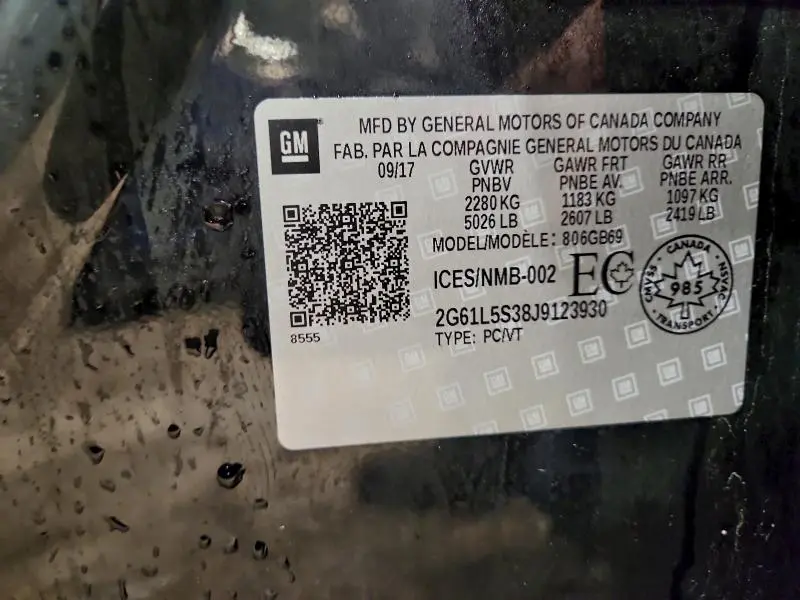 GM
MFD BY GENERAL MOTORS OF CANADA COMPANY
FAB. PAR LA COMPAGNIE GENERAL MOTORS DU CANADA
09/17 GVWR GAWR FRT GAWR RR
PNBV PNBE AV. PNBE ARR.
2280 KG 1183 KG 1097 KG
5026 LB 2607 LB 2419 LB
MODEL/MODÈLE: 806GB69
ICES/NMB-002 EC
CANADA
CMVSS 985 NSVAC
TRANSPORT
2G61L5S38J9123930
TYPE: PC/VT
8555